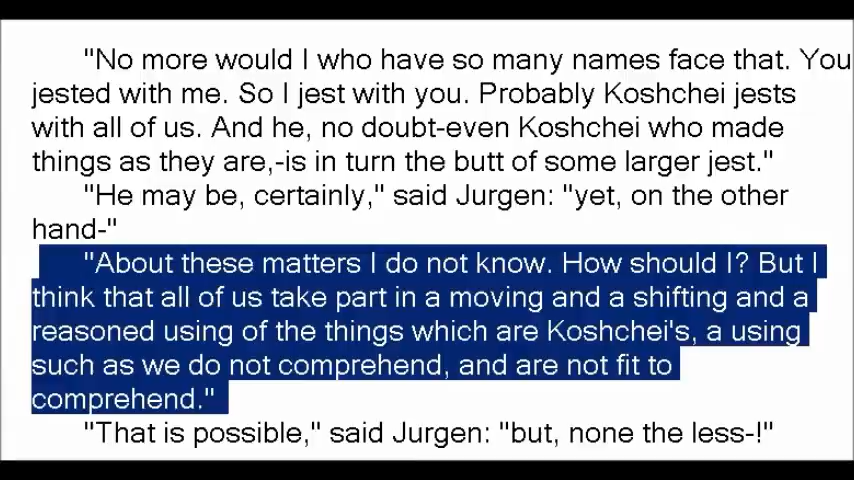 "No more would I who have so many names face that. You
jested with me. So I jest with you. Probably Koshchei jests
with all of us. And he, no doubt-even Koshchei who made
things as they are,-is in turn the butt of some larger jest."
"He may be, certainly," said Jurgen: "yet, on the other
hand-"
"About these matters I do not know. How should I? But I
think that all of us take part in a moving and a shifting and a
reasoned using of the things which are Koshchei's, a using
such as we do not comprehend, and are not fit to
comprehend."
"That is possible," said Jurgen: "but, none the less-!"